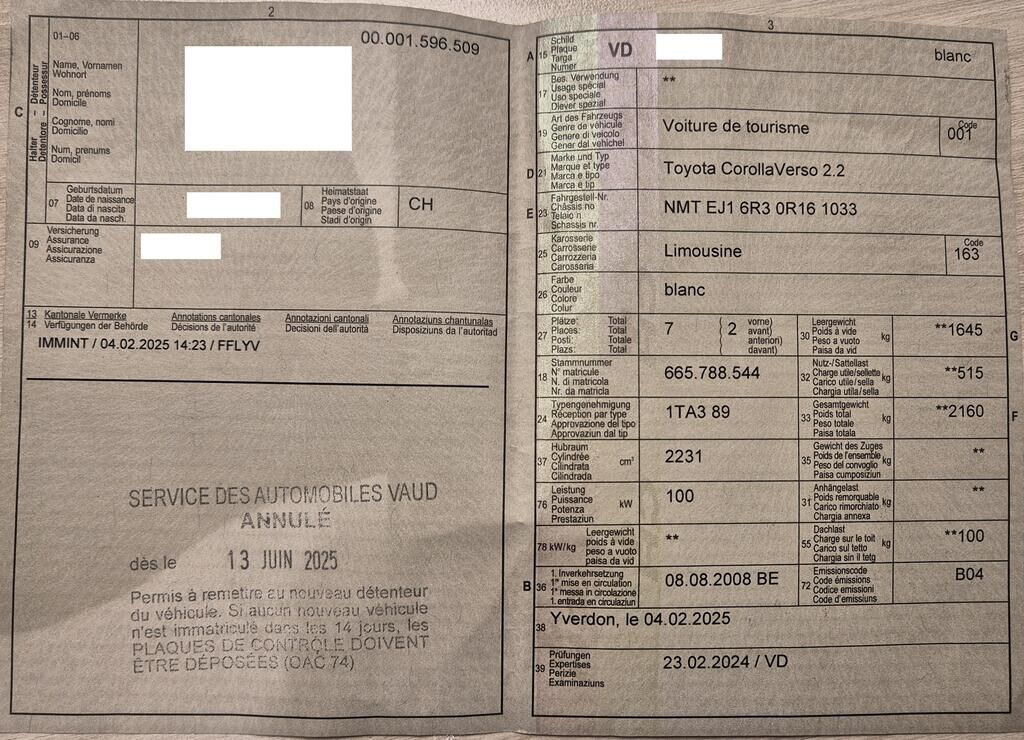 2
01-06
00.001.596.509
C
Halter – Détenteur
Detentore – Possessur
Name, Vornamen
Wohnort
Nom, prénoms
Domicile
Cognome, nomi
Domicilio
Num, prenums
Domicil
07
Geburtsdatum
Date de naissance
Data di nascita
Data da nasch.
08
Heimatstaat
Pays d'origine
Paese d'origine
Stadi d'origin
CH
09
Versicherung
Assurance
Assicurazione
Assicuranza
13 Kantonale Vermerke Annotations cantonales Annotazioni cantonali Annotaziuns chantunalas
14 Verfügungen der Behörde Décisions de l'autorité Decisioni dell'autorità Disposiziuns da l'autoritad
IMMINT / 04.02.2025 14:23 / FFLYV
SERVICE DES AUTOMOBILES VAUD
ANNULÉ
dès le 13 JUIN 2025
Permis à remettre au nouveau détenteur
du véhicule. Si aucun nouveau véhicule
n'est immatriculé dans les 14 jours, les
PLAQUES DE CONTRÔLE DOIVENT
ÊTRE DÉPOSÉES (OAC 74)
3
A 15
Schild
Plaque
Targa
Numer
VD
blanc
17
Bes. Verwendung
Usage spécial
Uso speciale
Diever spezial
**
19
Art des Fahrzeugs
Genre de véhicule
Genere di veicolo
Gener dal vehichel
Voiture de tourisme
Code
001
D 21
Marke und Typ
Marque et type
Marca e tipo
Marca e tip
Toyota CorollaVerso 2.2
E 23
Fahrgestell-Nr.
Châssis no
Telaio n.
Schassis nr.
NMT EJ1 6R3 0R16 1033
25
Karosserie
Carrosserie
Carrozzeria
Carossaria
Limousine
Code
163
26
Farbe
Couleur
Colore
Colur
blanc
27
Plätze: Total
Places: Total
Posti: Totale
Plazs: Total
7
2
vorne)
avant)
anteriori)
davant)
30
Leergewicht
Poids à vide
Peso a vuoto
Paisa da vid
kg
**1645
G
18
Stammnummer
N° matricule
N. di matricola
Nr. da matricla
665.788.544
32
Nutz-/Sattellast
Charge utile/sellette
Carico utile/sella
Chargia utila/sella
kg
**515
24
Typengenehmigung
Réception par type
Approvazione del tipo
Approvaziun dal tip
1TA3 89
33
Gesamtgewicht
Poids total
Peso totale
Paisa totala
kg
**2160
F
37
Hubraum
Cylindrée
Cilindrata
Cilindrada
cm³
2231
35
Gewicht des Zuges
Poids de l'ensemble
Peso del convoglio
Paisa cumposiziun
kg
**
76
Leistung
Puissance
Potenza
Prestaziun
kW
100
31
Anhängelast
Poids remorquable
Carico rimorchiato
Chargia annexa
kg
**
78 kW/kg
Leergewicht
poids à vide
peso a vuoto
paisa da vid
**
55
Dachlast
Charge sur le toit
Carico sul tetto
Chargia sin il tetg
kg
**100
B 36
1. Inverkehrsetzung
1re mise en circulation
1a messa in circolazione
1. entrada en circulaziun
08.08.2008 BE
72
Emissionscode
Code émissions
Codice emissioni
Code d'emissiuns
B04
38
Yverdon, le 04.02.2025
39
Prüfungen
Expertises
Perizie
Examinaziuns
23.02.2024 / VD